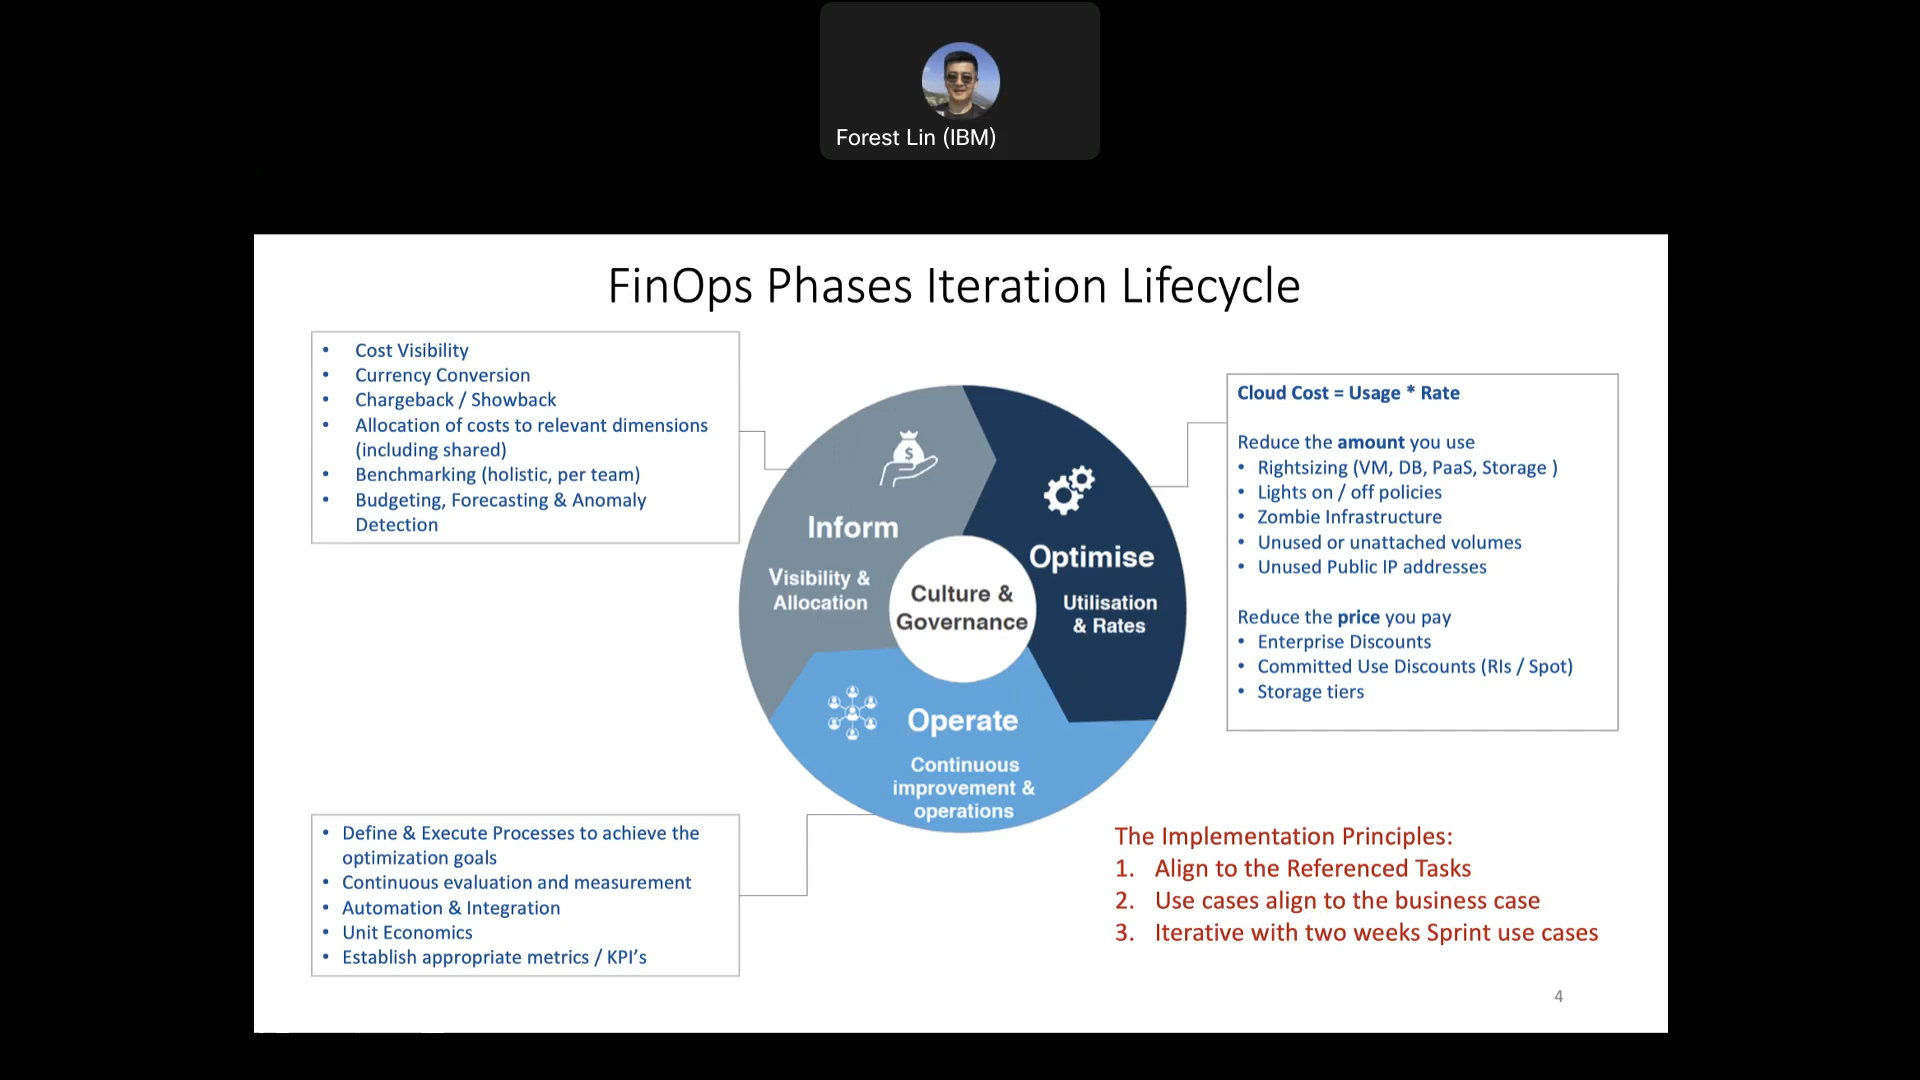 Forest Lin (IBM)
FinOps Phases Iteration Lifecycle
• Cost Visibility
• Currency Conversion
• Chargeback / Showback
• Allocation of costs to relevant dimensions
(including shared)
• Benchmarking (holistic, per team)
• Budgeting, Forecasting & Anomaly
Detection
Inform
Visibility &
Allocation
Optimise
Utilisation
& Rates
Culture &
Governance
Operate
Continuous
improvement &
operations
Cloud Cost = Usage * Rate
Reduce the amount you use
• Rightsizing (VM, DB, PaaS, Storage )
• Lights on / off policies
• Zombie Infrastructure
• Unused or unattached volumes
• Unused Public IP addresses
Reduce the price you pay
• Enterprise Discounts
• Committed Use Discounts (RIs / Spot)
• Storage tiers
• Define & Execute Processes to achieve the
optimization goals
• Continuous evaluation and measurement
• Automation & Integration
• Unit Economics
• Establish appropriate metrics / KPI’s
The Implementation Principles:
1. Align to the Referenced Tasks
2. Use cases align to the business case
3. Iterative with two weeks Sprint use cases
4
$